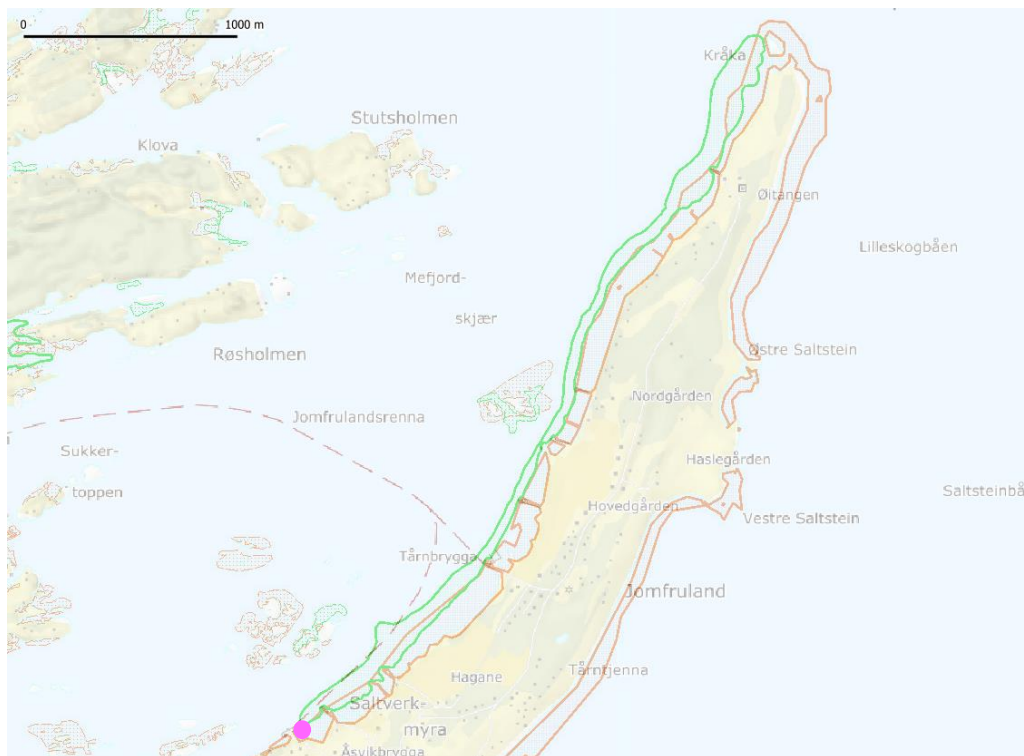 0 1000 m
Kråka
Stutsholmen
Klova
Øitangen
Lilleskogbåen
Mefjord-
skjær
Røsholmen
Østre Saltstein
Nordgården
Jomfrulandsrenna
Sukker-
toppen
Haslegården
Saltsteinbå
Hovedgården
Vestre Saltstein
Tårnbrygga
Jomfruland
Tårntjenna
Hagane
Saltverk
myra
Åsvikbrygga